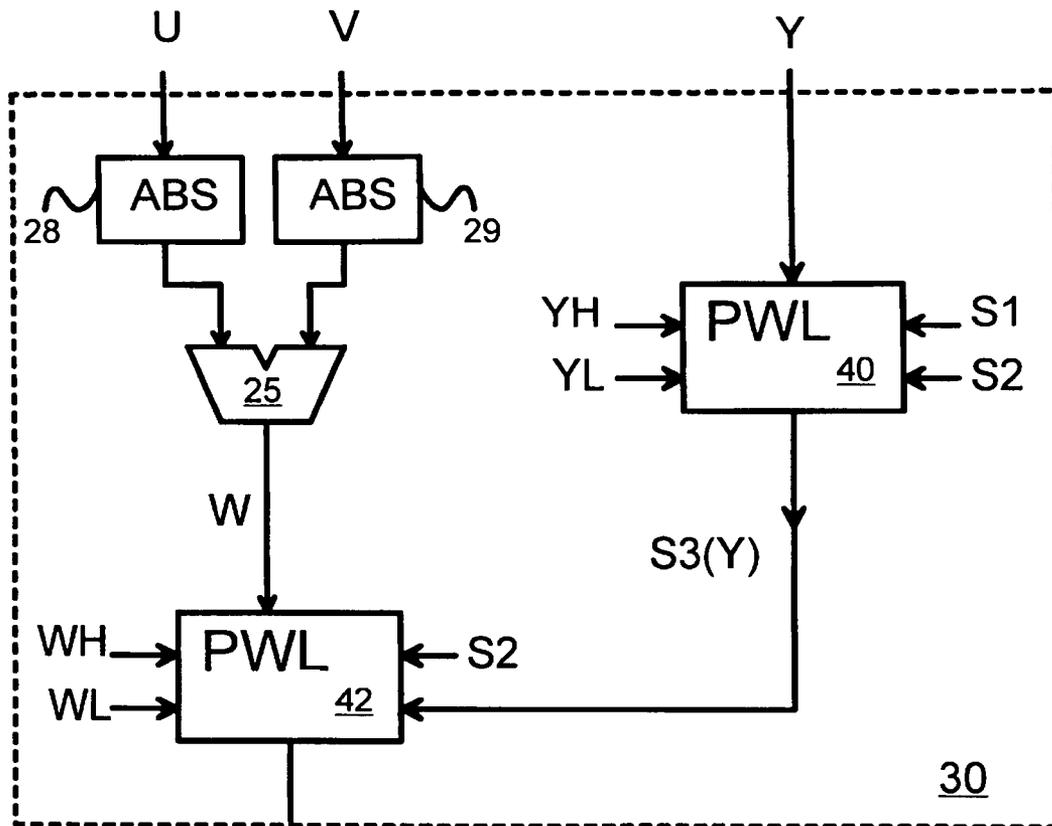 U V Y
ABS ABS
28 29
YH PWL S1
YL 40 S2
25
W
S3(Y)
WH PWL S2
WL 42
30